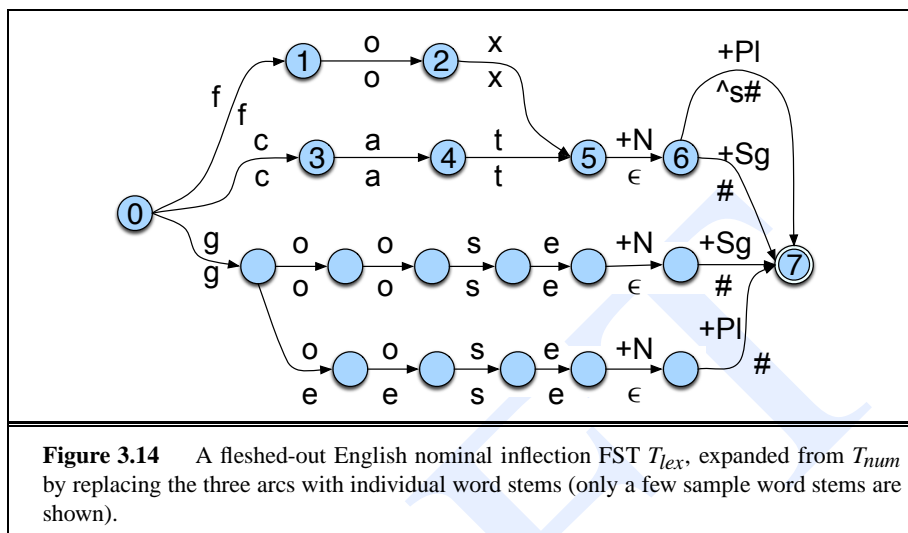 +Pl
o x
^s#
1 2
o x
f
f
c a t +N +Sg
3 4 5 6
c a t ϵ #
0
g o o s e +N +Sg
7
g o o s e ϵ #
+Pl
o o s e +N
#
e e s e ϵ
Figure 3.14 A fleshed-out English nominal inflection FST T_lex, expanded from T_num
by replacing the three arcs with individual word stems (only a few sample word stems are
shown).